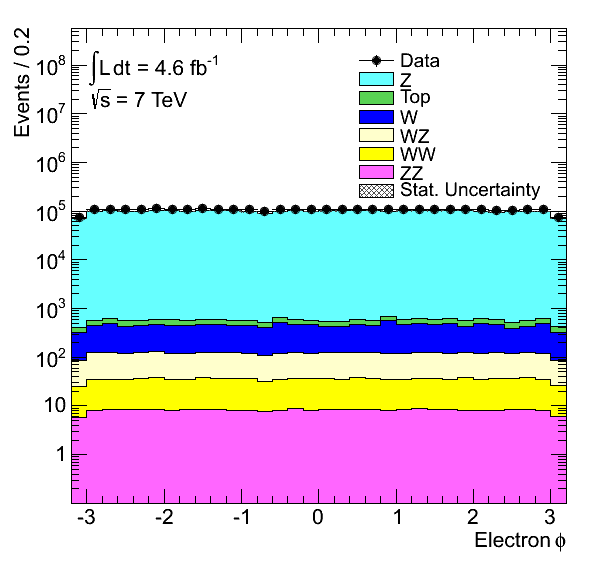 Events / 0.2
∫L dt = 4.6 fb⁻¹
√s = 7 TeV
Data
Z
Top
W
WZ
WW
ZZ
Stat. Uncertainty
10⁸
10⁷
10⁶
10⁵
10⁴
10³
10²
10
1
-3 -2 -1 0 1 2 3
Electron ϕ